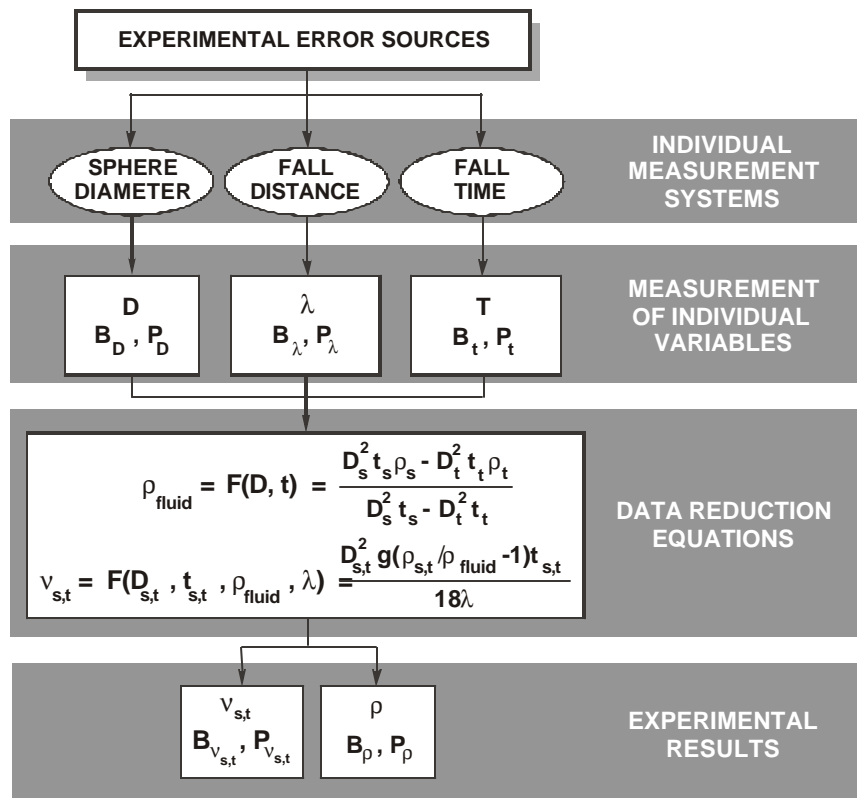 EXPERIMENTAL ERROR SOURCES
SPHERE
DIAMETER
FALL
DISTANCE
FALL
TIME
INDIVIDUAL
MEASUREMENT
SYSTEMS
D
B_D , P_D
λ
B_λ, P_λ
T
B_t , P_t
MEASUREMENT
OF INDIVIDUAL
VARIABLES
ρ_fluid = F(D, t) = (D_s^2 t_s ρ_s - D_t^2 t_t ρ_t) / (D_s^2 t_s - D_t^2 t_t)
ν_s,t = F(D_s,t , t_s,t , ρ_fluid , λ) = D_s,t^2 g(ρ_s,t /ρ_fluid -1)t_s,t / 18λ
DATA REDUCTION
EQUATIONS
ν_s,t
B_ν_s,t , P_ν_s,t
ρ
B_ρ , P_ρ
EXPERIMENTAL
RESULTS